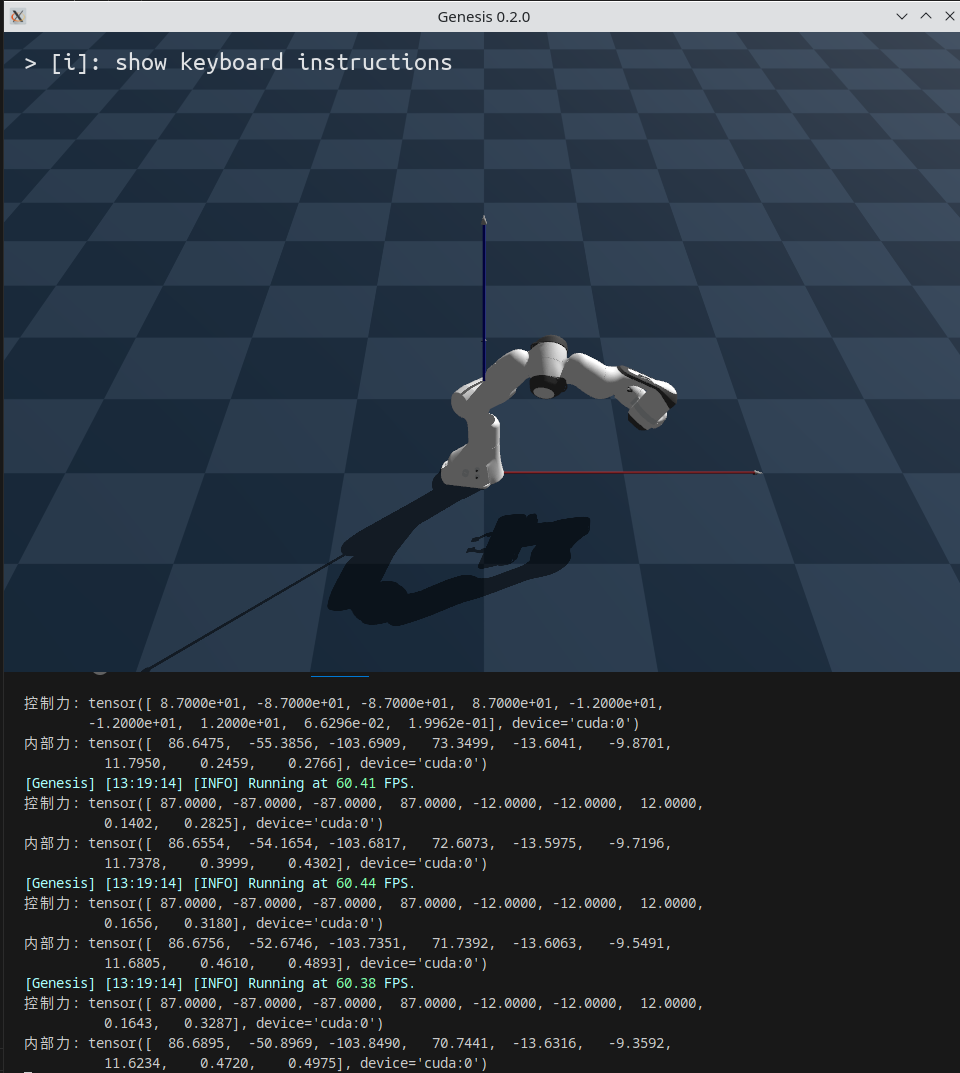 Genesis 0.2.0
> [i]: show keyboard instructions
控制力: tensor([ 8.7000e+01, -8.7000e+01, -8.7000e+01,  8.7000e+01, -1.2000e+01,
        -1.2000e+01,  1.2000e+01,  6.6296e-02,  1.9962e-01], device='cuda:0')
内部力: tensor([  86.6475,  -55.3856, -103.6909,   73.3499,  -13.6041,   -9.8701,
          11.7950,    0.2459,    0.2766], device='cuda:0')
[Genesis] [13:19:14] [INFO] Running at 60.41 FPS.
控制力: tensor([ 87.0000, -87.0000, -87.0000,  87.0000, -12.0000, -12.0000,  12.0000,
          0.1402,   0.2825], device='cuda:0')
内部力: tensor([  86.6554,  -54.1654, -103.6817,   72.6073,  -13.5975,   -9.7196,
          11.7378,    0.3999,    0.4302], device='cuda:0')
[Genesis] [13:19:14] [INFO] Running at 60.44 FPS.
控制力: tensor([ 87.0000, -87.0000, -87.0000,  87.0000, -12.0000, -12.0000,  12.0000,
          0.1656,   0.3180], device='cuda:0')
内部力: tensor([  86.6756,  -52.6746, -103.7351,   71.7392,  -13.6063,   -9.5491,
          11.6805,    0.4610,    0.4893], device='cuda:0')
[Genesis] [13:19:14] [INFO] Running at 60.38 FPS.
控制力: tensor([ 87.0000, -87.0000, -87.0000,  87.0000, -12.0000, -12.0000,  12.0000,
          0.1643,   0.3287], device='cuda:0')
内部力: tensor([  86.6895,  -50.8969, -103.8490,   70.7441,  -13.6316,   -9.3592,
          11.6234,    0.4720,    0.4975], device='cuda:0')